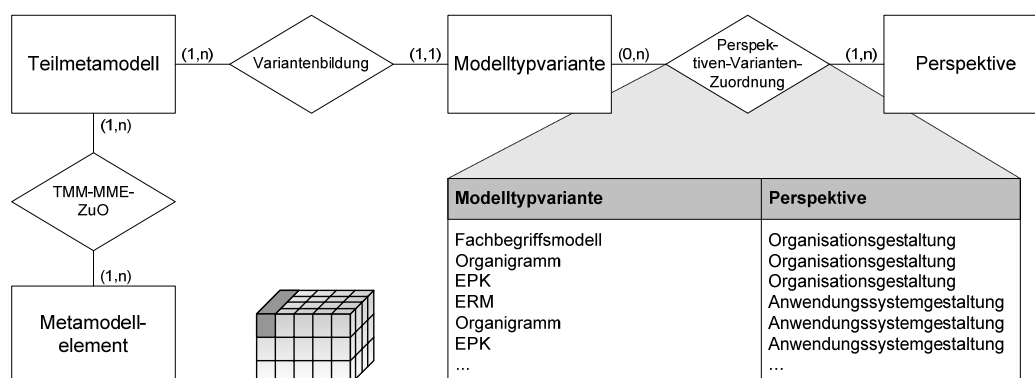 Teilmetamodell
(1,n)
Variantenbildung
(1,1)
Modelltypvariante
(0,n)
Perspek-
tiven-Varianten-
Zuordnung
(1,n)
Perspektive
(1,n)
TMM-MME-
ZuO
(1,n)
Metamodell-
element
Modelltypvariante Perspektive
Fachbegriffsmodell Organisationsgestaltung
Organigramm Organisationsgestaltung
EPK Organisationsgestaltung
ERM Anwendungssystemgestaltung
Organigramm Anwendungssystemgestaltung
EPK Anwendungssystemgestaltung
... ...